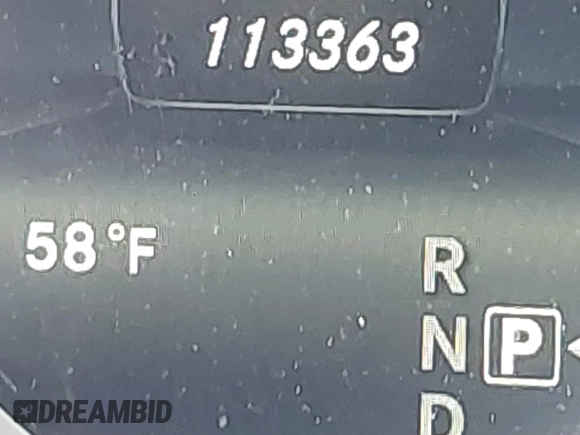 113363
58°F
R
N P
D
DREAMBID